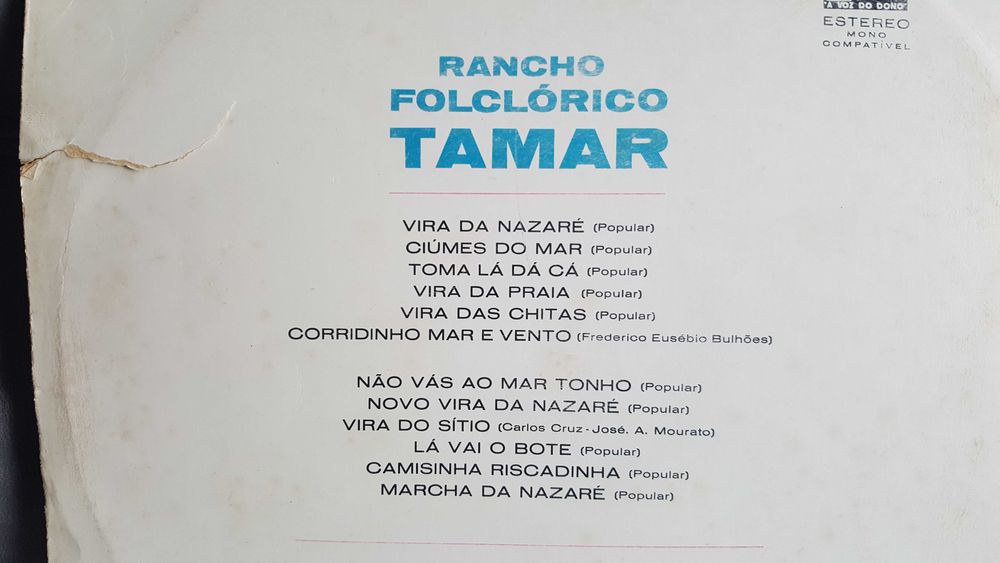 "A VOZ DO DONO"
ESTEREO
MONO
COMPATÍVEL
RANCHO
FOLCLÓRICO
TAMAR
VIRA DA NAZARÉ (Popular)
CIÚMES DO MAR (Popular)
TOMA LÁ DÁ CÁ (Popular)
VIRA DA PRAIA (Popular)
VIRA DAS CHITAS (Popular)
CORRIDINHO MAR E VENTO (Frederico Eusébio Bulhões)
NÃO VÁS AO MAR TONHO (Popular)
NOVO VIRA DA NAZARÉ (Popular)
VIRA DO SÍTIO (Carlos Cruz - José. A. Mourato)
LÁ VAI O BOTE (Popular)
CAMISINHA RISCADINHA (Popular)
MARCHA DA NAZARÉ (Popular)